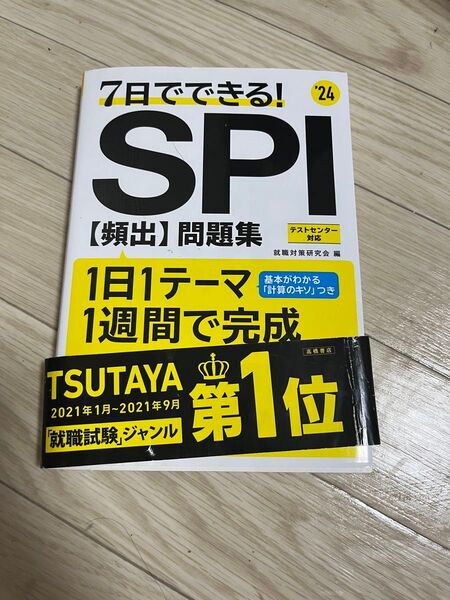 7日でできる!
'24
SPI
【頻出】問題集
テストセンター
対応
就職対策研究会 編
1日1テーマ
1週間で完成
基本がわかる
「計算のキソ」つき
高橋書店
TSUTAYA
2021年1月~2021年9月
「就職試験」ジャンル
第1位